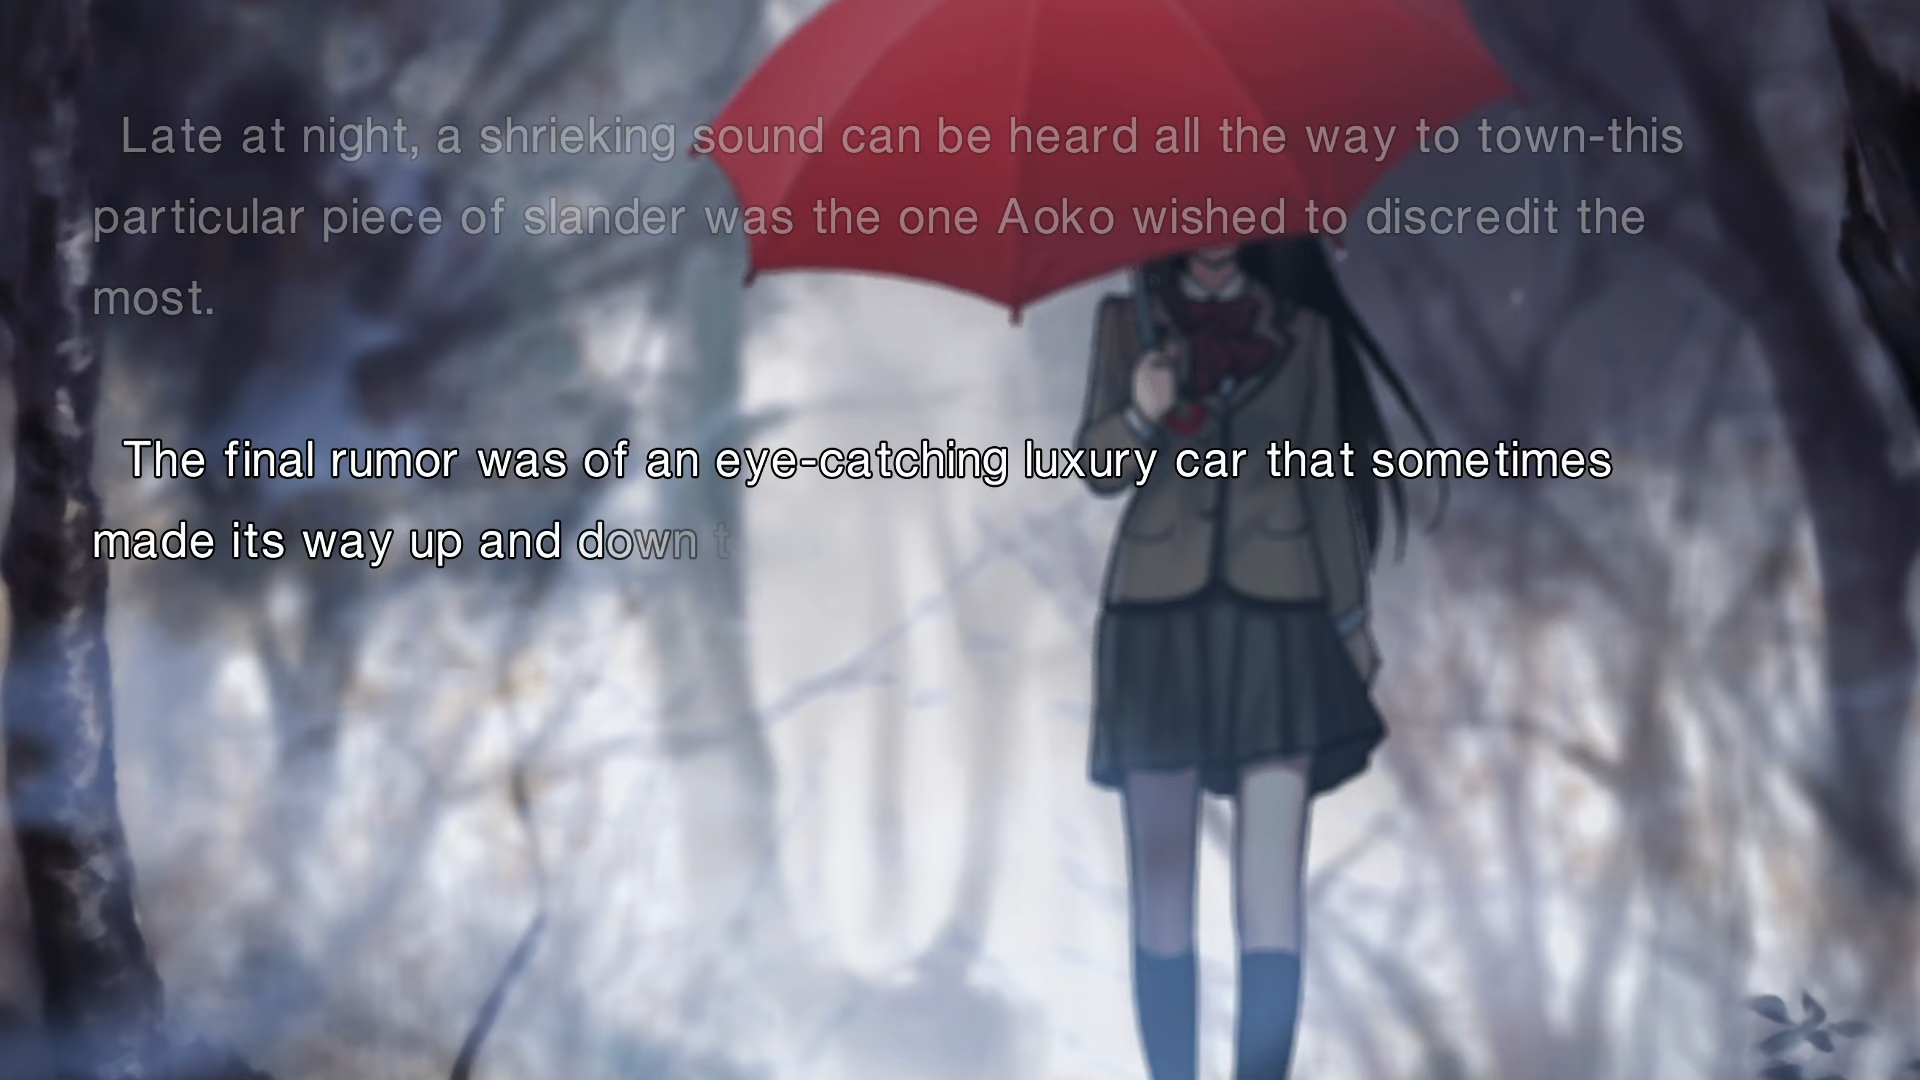 Late at night, a shrieking sound can be heard all the way to town-this
particular piece of slander was the one Aoko wished to discredit the
most.
The final rumor was of an eye-catching luxury car that sometimes
made its way up and down t